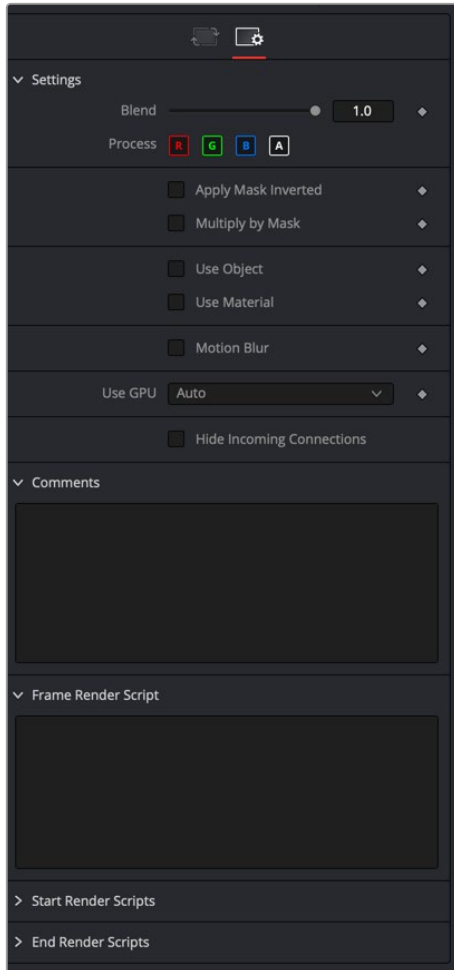 Settings
Blend 1.0
Process R G B A
Apply Mask Inverted
Multiply by Mask
Use Object
Use Material
Motion Blur
Use GPU Auto
Hide Incoming Connections
Comments
Frame Render Script
Start Render Scripts
End Render Scripts